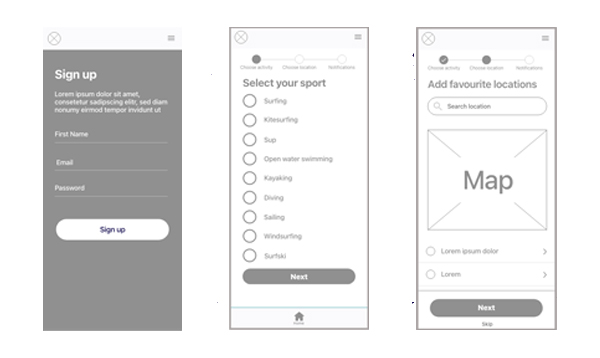 Sign up
Lorem ipsum dolor sit amet,
consetetur sadipscing elitr, sed diam
nonumy eirmod tempor invidunt ut
First Name
Email
Password
Sign up
Choose activity
Choose location
Notifications
Select your sport
Surfing
Kitesurfing
Sup
Open water swimming
Kayaking
Diving
Sailing
Windsurfing
Surfski
Next
Home
Choose activity
Choose location
Notifications
Add favourite locations
Search location
Map
Lorem ipsum dolor
Lorem
Next
Skip